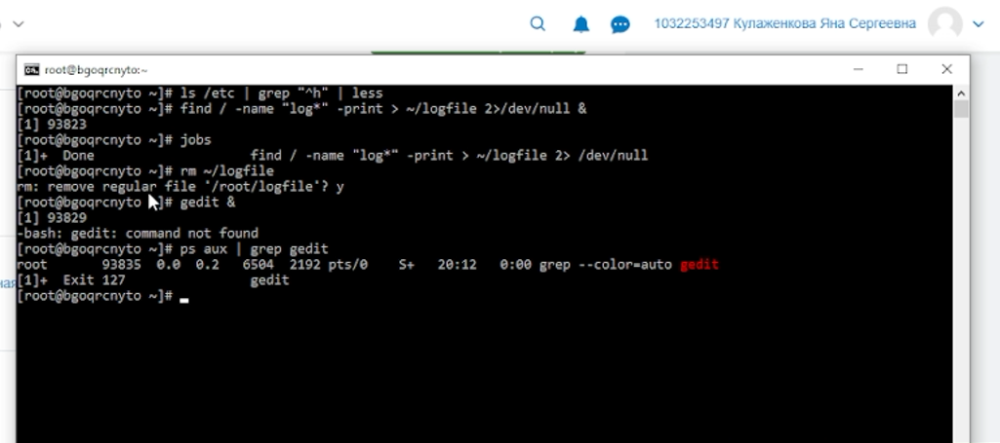 1032253497 Кулаженкова Яна Сергеевна
root@bgoqrcnyto:~
[root@bgoqrcnyto ~]# ls /etc | grep "^h" | less
[root@bgoqrcnyto ~]# find / -name "log*" -print > ~/logfile 2>/dev/null &
[1] 93823
[root@bgoqrcnyto ~]# jobs
[1]+  Done                    find / -name "log*" -print > ~/logfile 2> /dev/null
[root@bgoqrcnyto ~]# rm ~/logfile
rm: remove regular file '/root/logfile'? y
[root@bgoqrcnyto ~]# gedit &
[1] 93829
-bash: gedit: command not found
[root@bgoqrcnyto ~]# ps aux | grep gedit
root       93835  0.0  0.2   6504  2192 pts/0    S+   20:12   0:00 grep --color=auto gedit
[1]+  Exit 127                gedit
[root@bgoqrcnyto ~]#